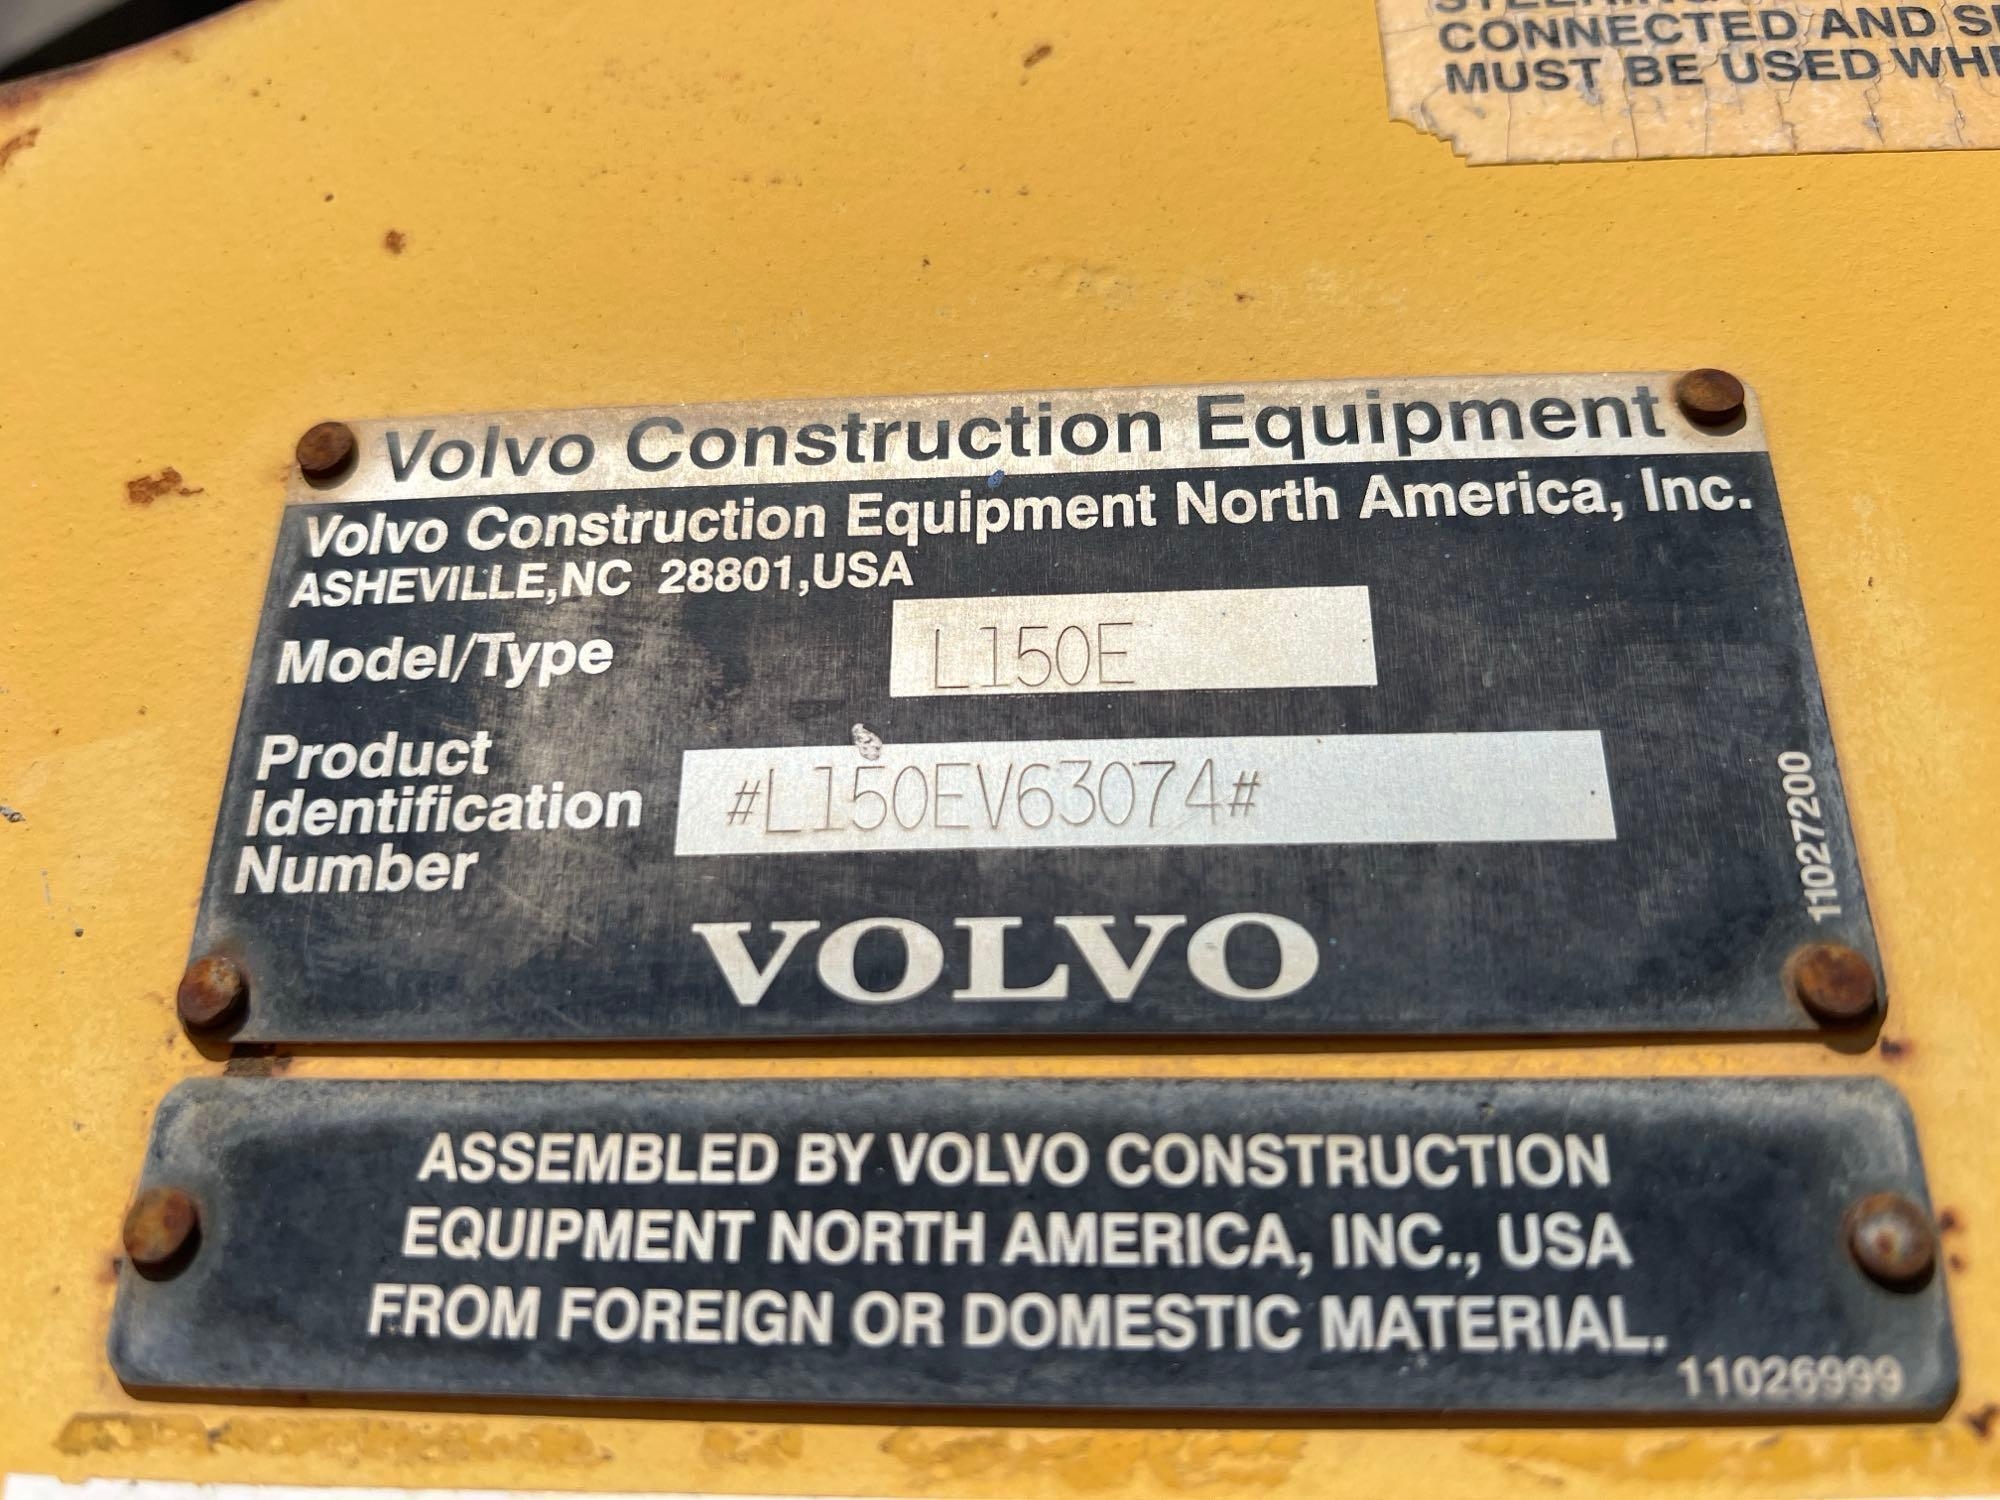 CONNECTED AND
MUST BE USED
Volvo Construction Equipment
Volvo Construction Equipment North America, Inc.
ASHEVILLE,NC 28801,USA
Model/Type L150E
Product
Identification
Number
#L150EV63074#
11027200
VOLVO
ASSEMBLED BY VOLVO CONSTRUCTION
EQUIPMENT NORTH AMERICA, INC., USA
FROM FOREIGN OR DOMESTIC MATERIAL.
11026999